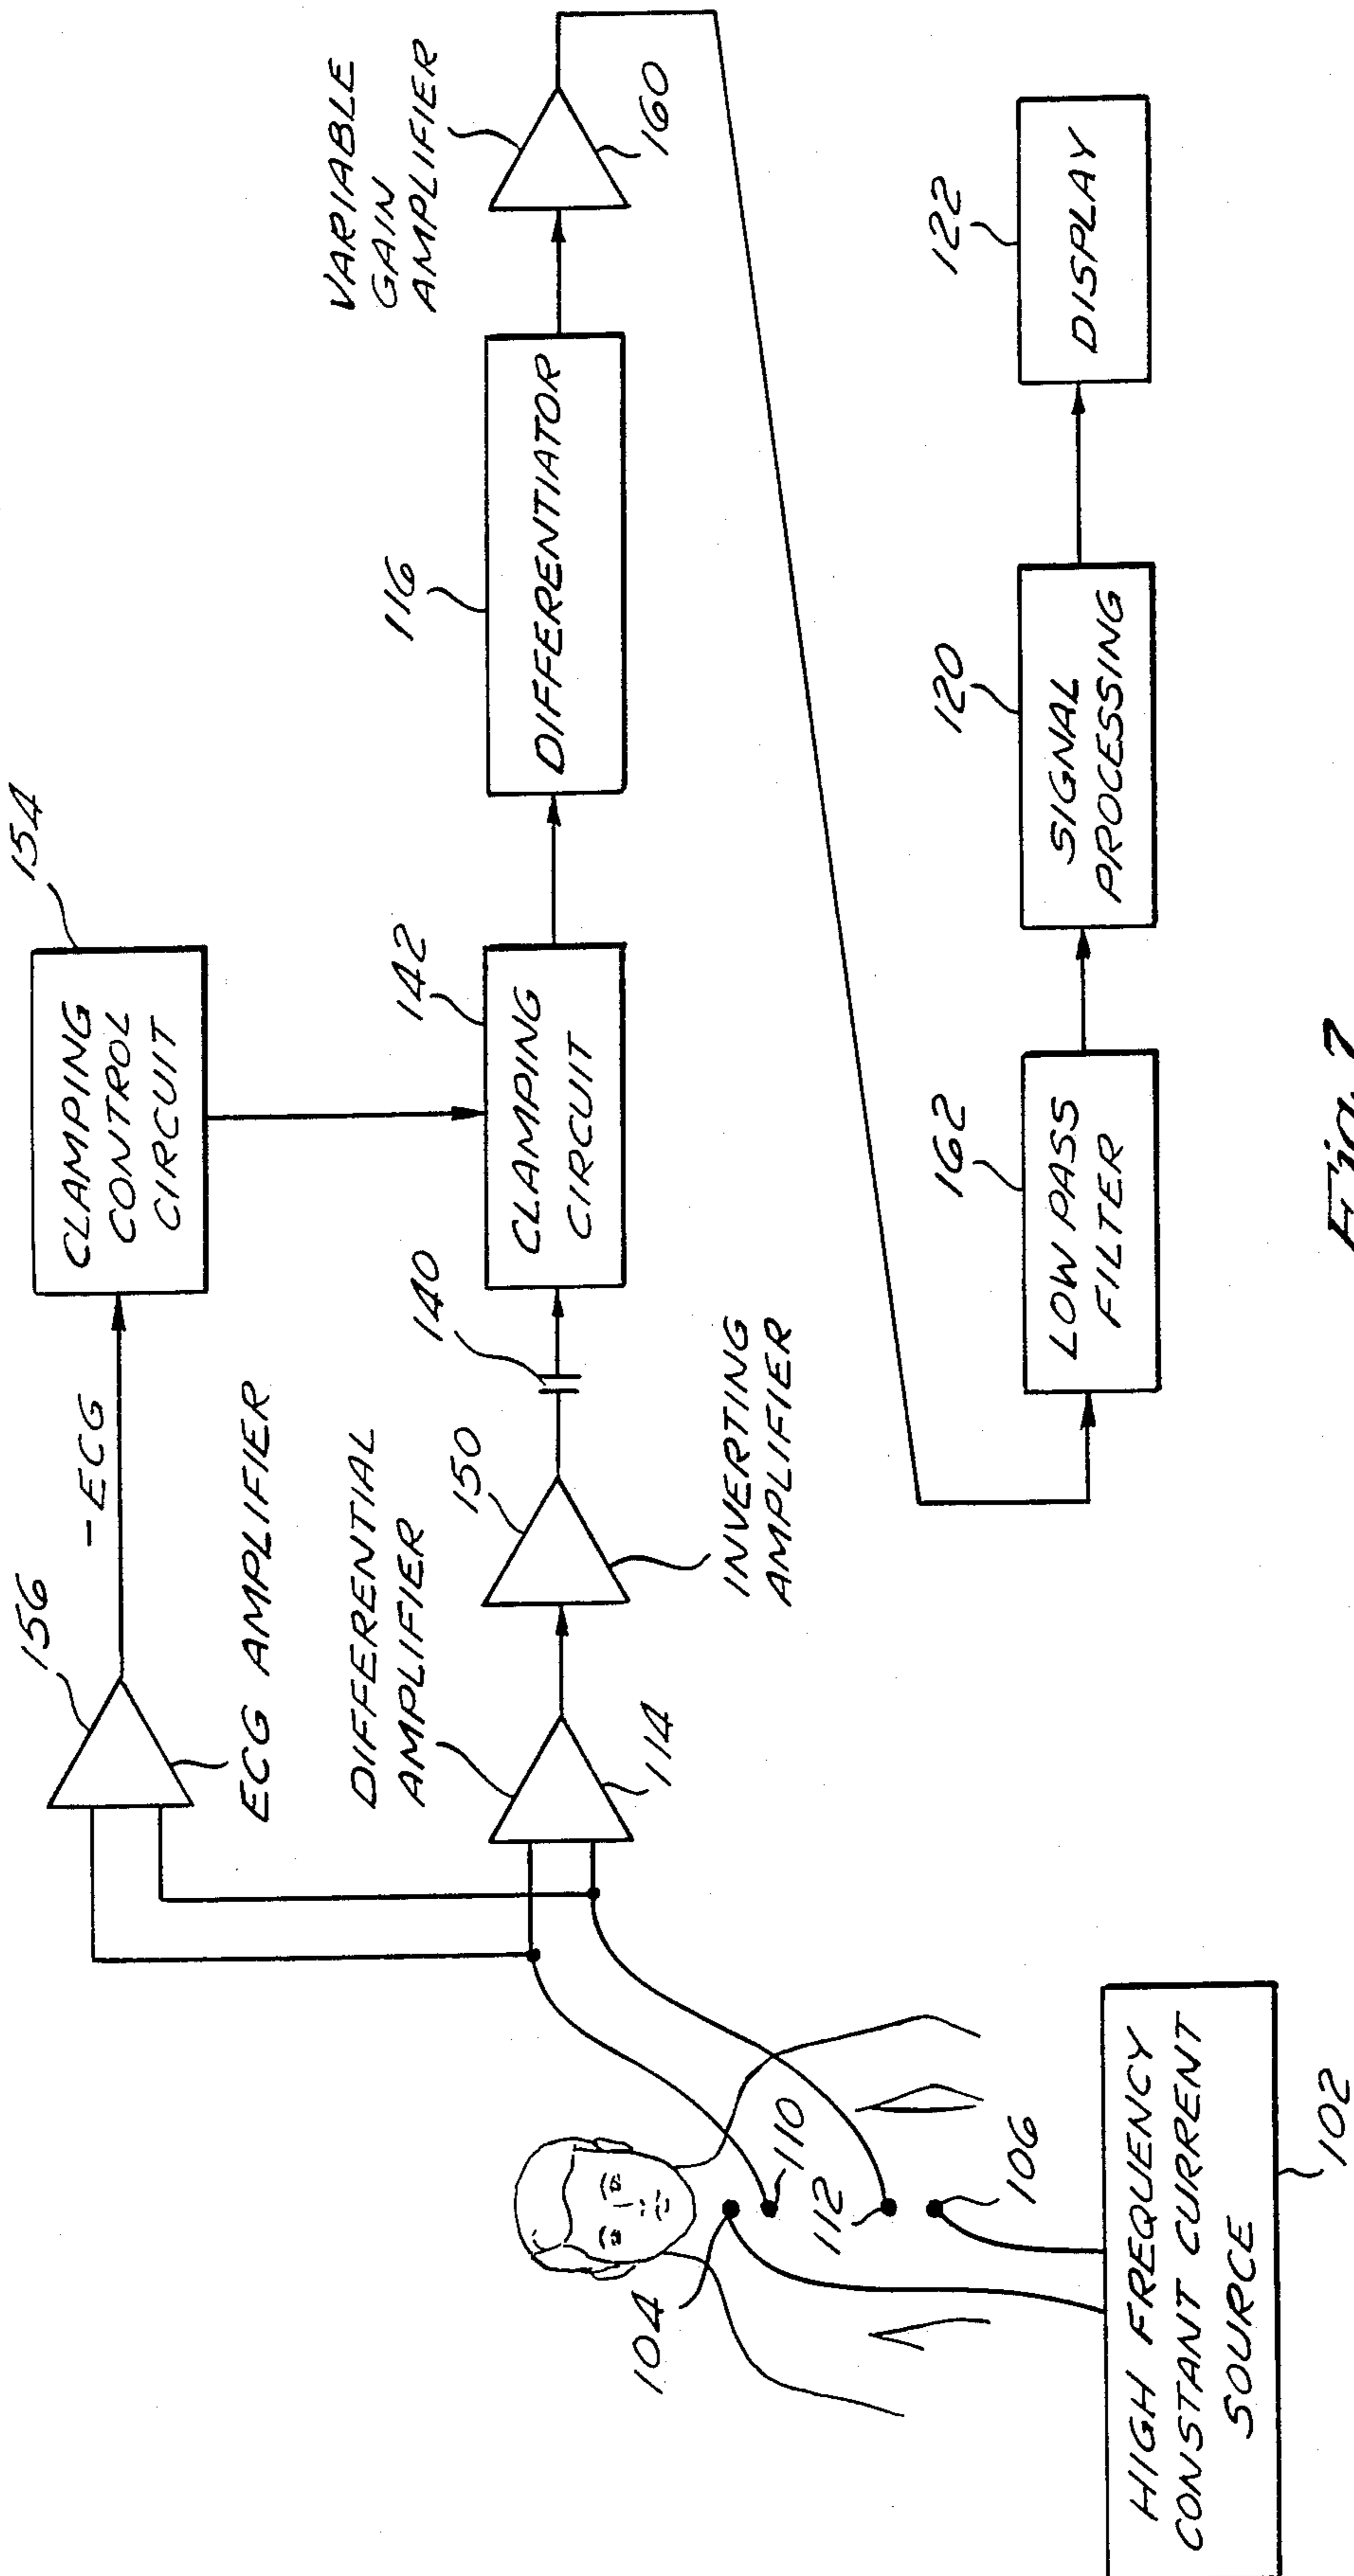 156
-ECG
ECG AMPLIFIER
CLAMPING
CONTROL
CIRCUIT
154
DIFFERENTIAL
AMPLIFIER
114
150
INVERTING
AMPLIFIER
140
142
CLAMPING
CIRCUIT
116
DIFFERENTIATOR
VARIABLE
GAIN
AMPLIFIER
160
104
110
112
106
HIGH FREQUENCY
CONSTANT CURRENT
SOURCE
102
162
LOW PASS
FILTER
120
SIGNAL
PROCESSING
122
DISPLAY